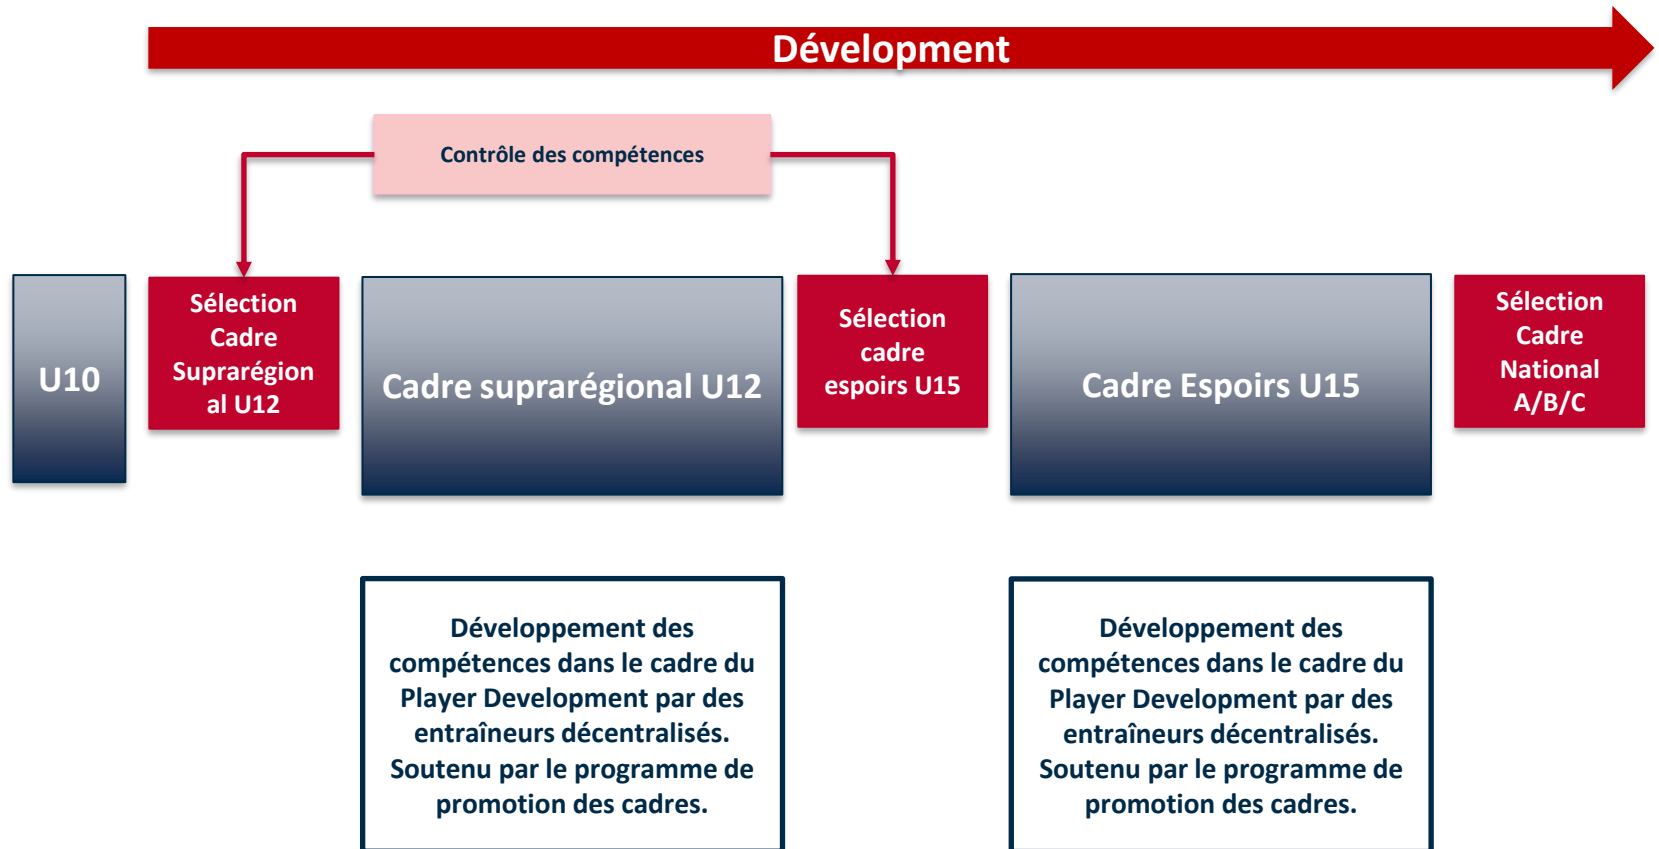 Dévelopment
Contrôle des compétences
U10
Sélection
Cadre
Suprarégion
al U12
Cadre suprarégional U12
Sélection
cadre
espoirs U15
Cadre Espoirs U15
Sélection
Cadre
National
A/B/C
Développement des
compétences dans le cadre du
Player Development par des
entraîneurs décentralisés.
Soutenu par le programme de
promotion des cadres.
Développement des
compétences dans le cadre du
Player Development par des
entraîneurs décentralisés.
Soutenu par le programme de
promotion des cadres.